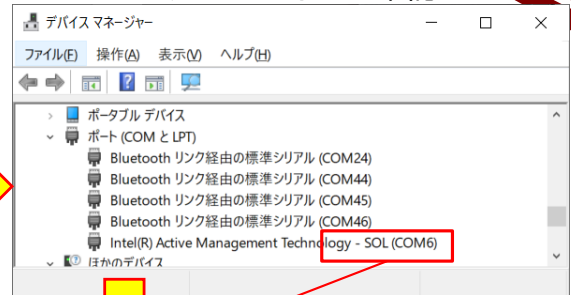 デバイス マネージャー
ファイル(F) 操作(A) 表示(V) ヘルプ(H)
ポータブル デバイス
ポート (COM と LPT)
Bluetooth リンク経由の標準シリアル (COM24)
Bluetooth リンク経由の標準シリアル (COM44)
Bluetooth リンク経由の標準シリアル (COM45)
Bluetooth リンク経由の標準シリアル (COM46)
Intel(R) Active Management Technology - SOL (COM6)
ほかのデバイス